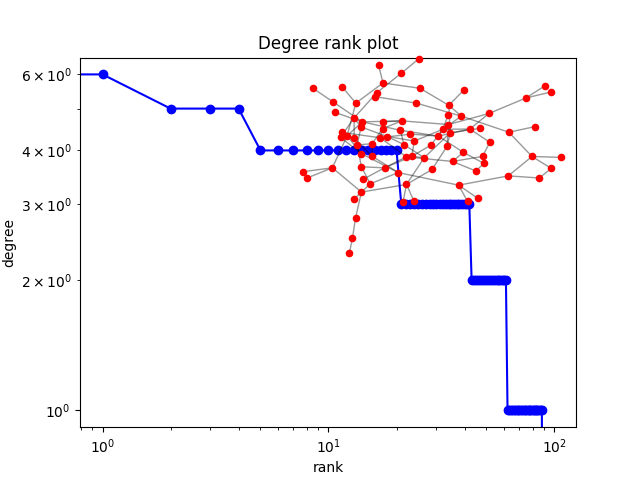 Degree rank plot
degree
6 × 10⁰
4 × 10⁰
3 × 10⁰
2 × 10⁰
10⁰
10⁰ 10¹ 10²
rank